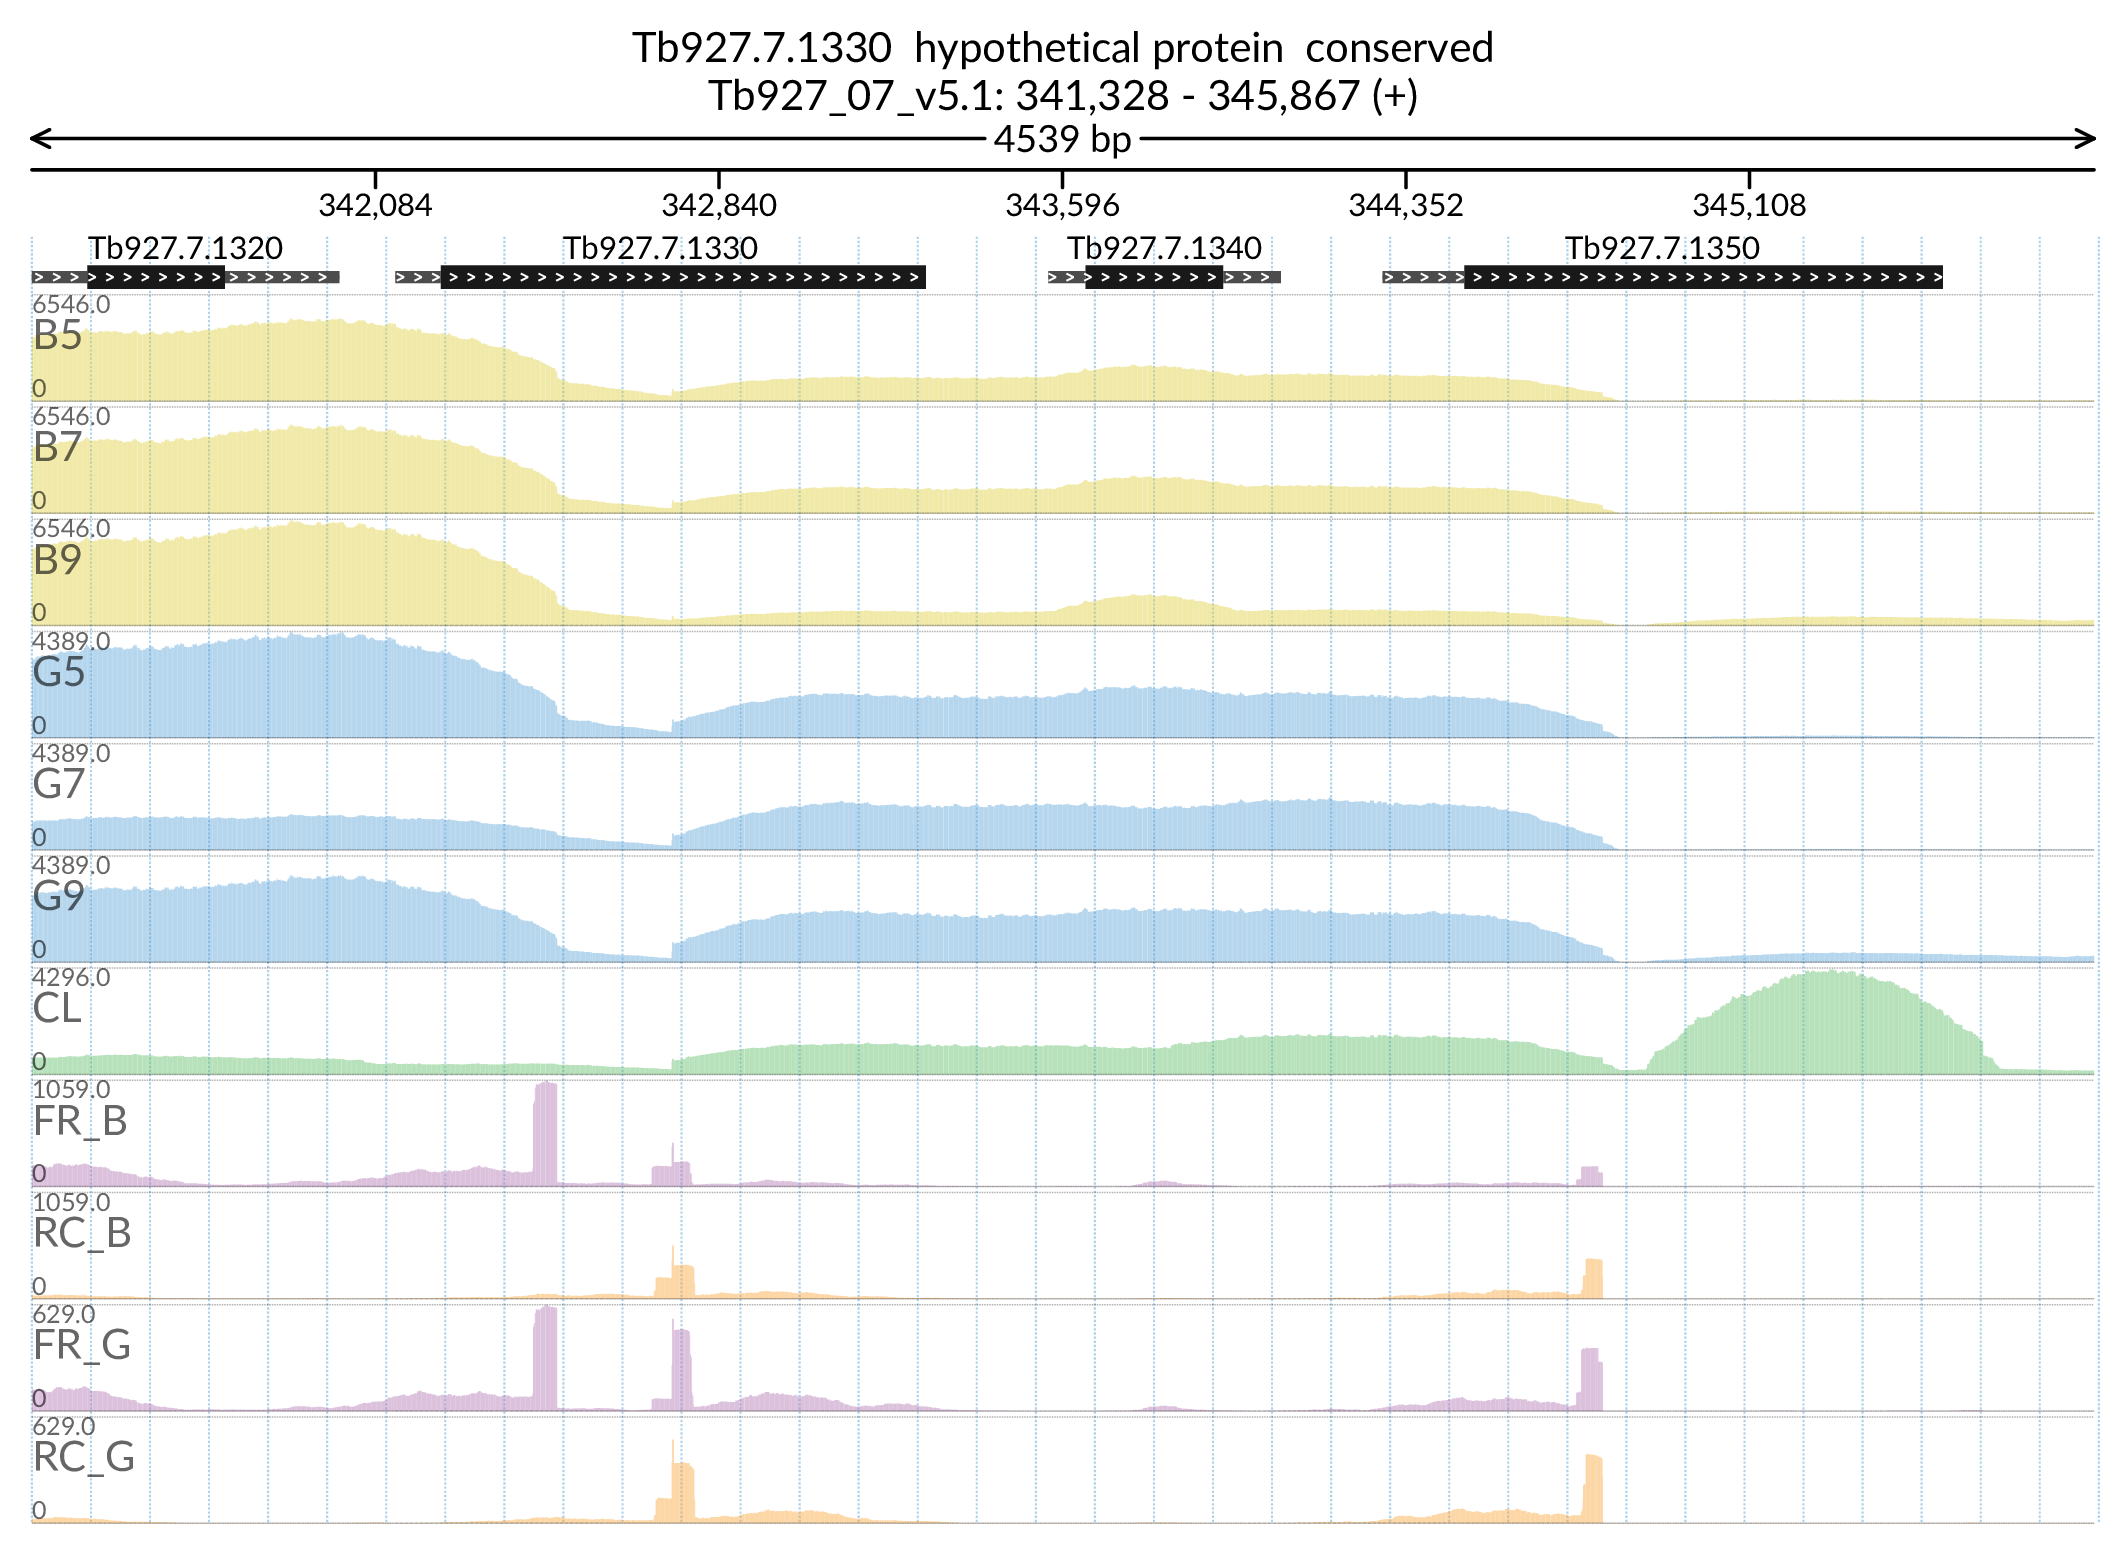 Tb927.7.1330  hypothetical protein  conserved
Tb927_07_v5.1: 341,328 - 345,867 (+)
4539 bp
342,084 342,840 343,596 344,352 345,108
Tb927.7.1320 Tb927.7.1330 Tb927.7.1340 Tb927.7.1350
6546.0
B5
0
6546.0
B7
0
6546.0
B9
0
4389.0
G5
0
4389.0
G7
0
4389.0
G9
0
4296.0
CL
0
1059.0
FR_B
0
1059.0
RC_B
0
629.0
FR_G
0
629.0
RC_G
0